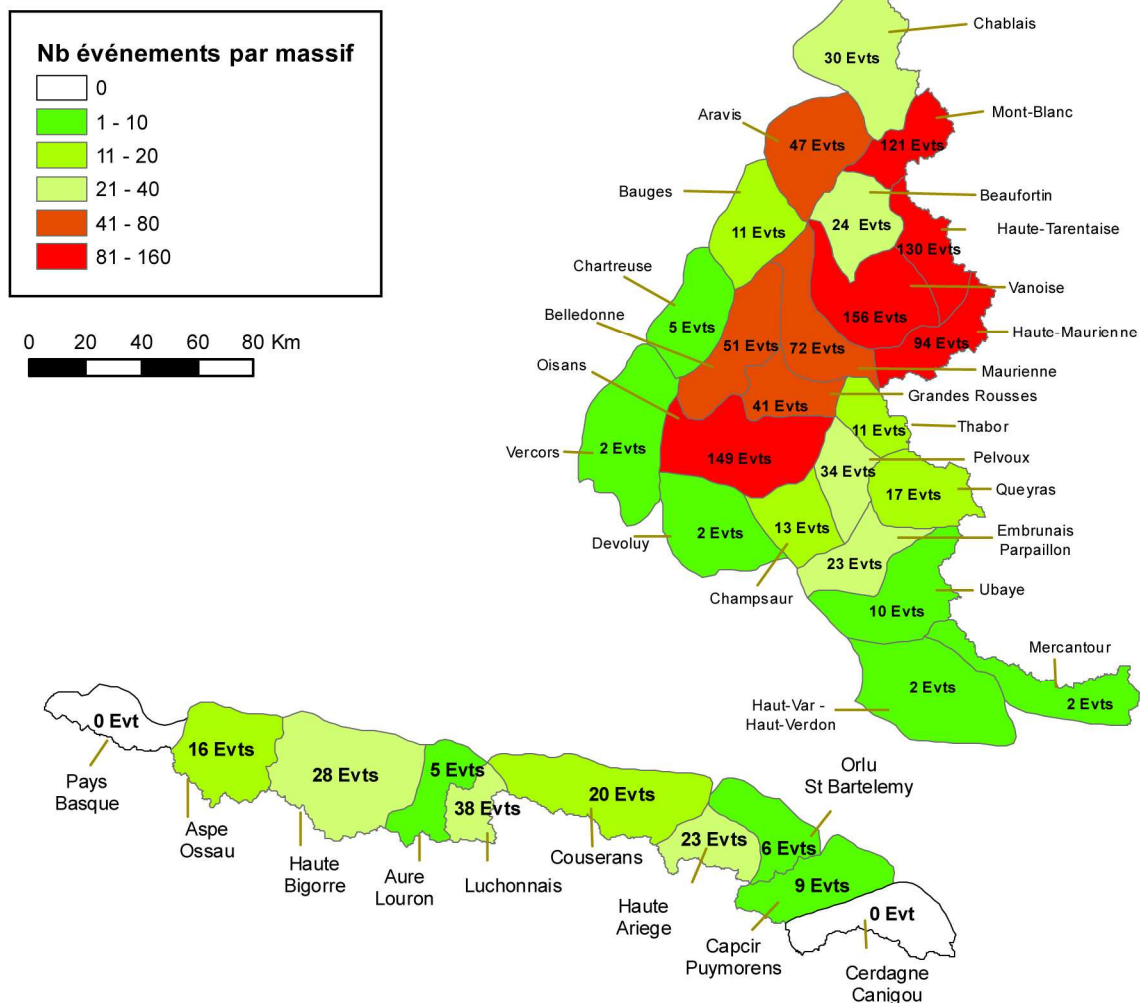 Nb événements par massif
0
1 - 10
11 - 20
21 - 40
41 - 80
81 - 160
0 20 40 60 80 Km
Chablais
30 Evts
Mont-Blanc
Aravis
47 Evts
121 Evts
Bauges
Beaufortin
11 Evts
24 Evts
Haute-Tarentaise
130 Evts
Chartreuse
Vanoise
Belledonne
5 Evts
156 Evts
Haute-Maurienne
94 Evts
51 Evts
72 Evts
Oisans
Maurienne
Grandes Rousses
41 Evts
Thabor
11 Evts
Vercors
2 Evts
149 Evts
Pelvoux
34 Evts
Queyras
17 Evts
Devoluy
2 Evts
13 Evts
Embrunais
Parpaillon
23 Evts
Champsaur
Ubaye
10 Evts
Mercantour
2 Evts
2 Evts
Haut-Var -
Haut-Verdon
0 Evt
Pays
Basque
16 Evts
Aspe
Ossau
28 Evts
Haute
Bigorre
5 Evts
Aure
Louron
38 Evts
Luchonnais
20 Evts
Couserans
23 Evts
Haute
Ariege
Orlu
St Bartelemy
6 Evts
9 Evts
Capcir
Puymorens
0 Evt
Cerdagne
Canigou